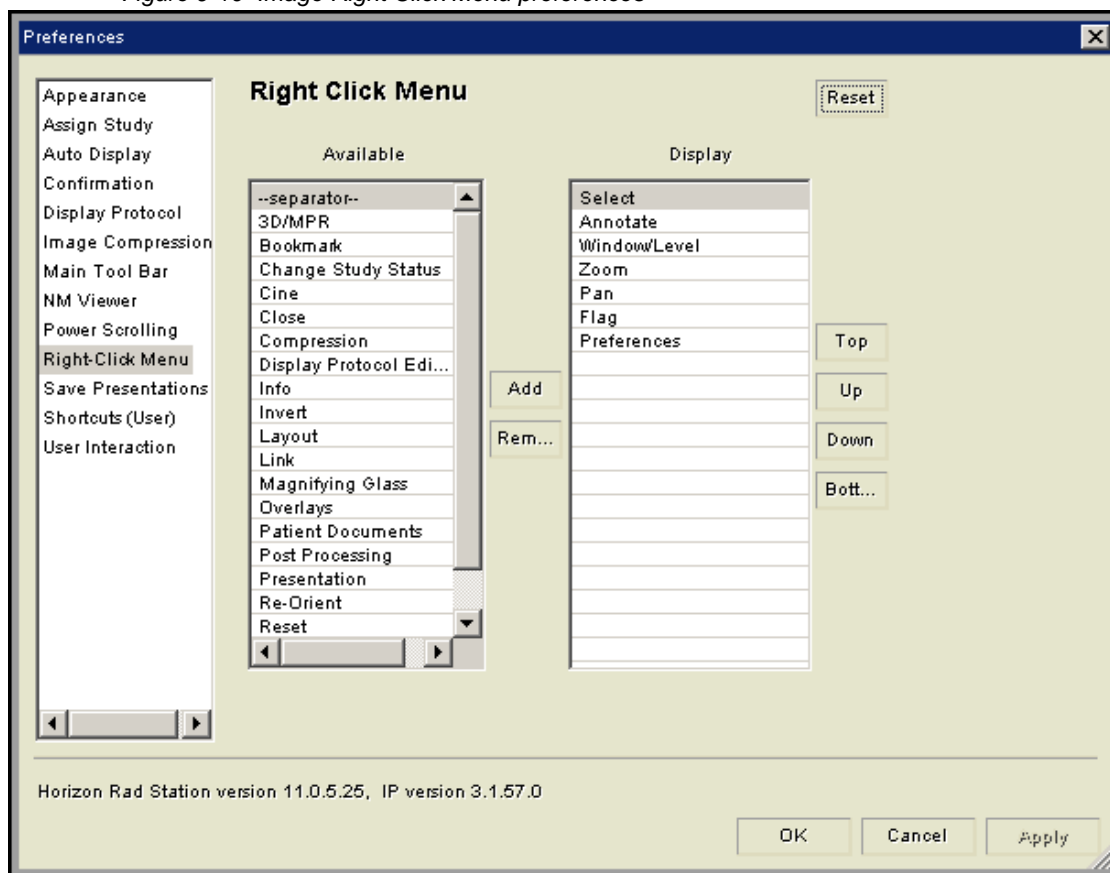 Preferences
Appearance
Assign Study
Auto Display
Confirmation
Display Protocol
Image Compression
Main Tool Bar
NM Viewer
Power Scrolling
Right-Click Menu
Save Presentations
Shortcuts (User)
User Interaction
Right Click Menu
Reset
Available
--separator--
3D/MPR
Bookmark
Change Study Status
Cine
Close
Compression
Display Protocol Edi...
Info
Invert
Layout
Link
Magnifying Glass
Overlays
Patient Documents
Post Processing
Presentation
Re-Orient
Reset
Add
Rem...
Display
Select
Annotate
Window/Level
Zoom
Pan
Flag
Preferences
Top
Up
Down
Bott...
Horizon Rad Station version 11.0.5.25, IP version 3.1.57.0
OK
Cancel
Apply